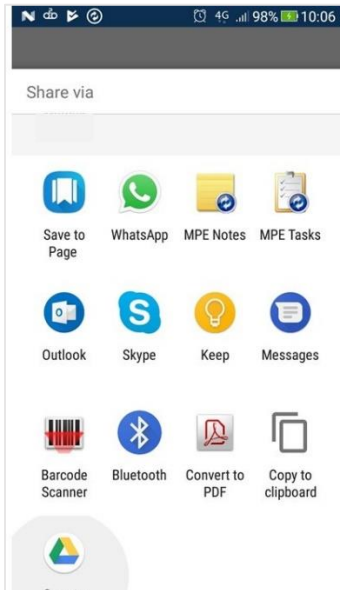 4G 98% 10:06
Share via
Save to Page
WhatsApp
MPE Notes
MPE Tasks
Outlook
Skype
Keep
Messages
Barcode Scanner
Bluetooth
Convert to PDF
Copy to clipboard